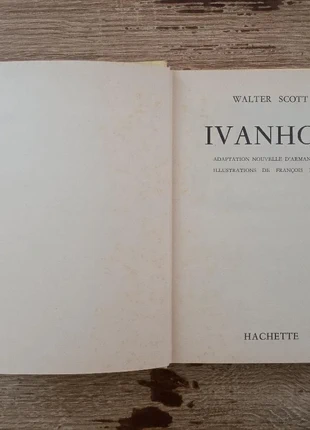 WALTER SCOTT
IVANHO
ADAPTATION NOUVELLE D'ARMAN
ILLUSTRATIONS DE FRANÇOIS
HACHETTE